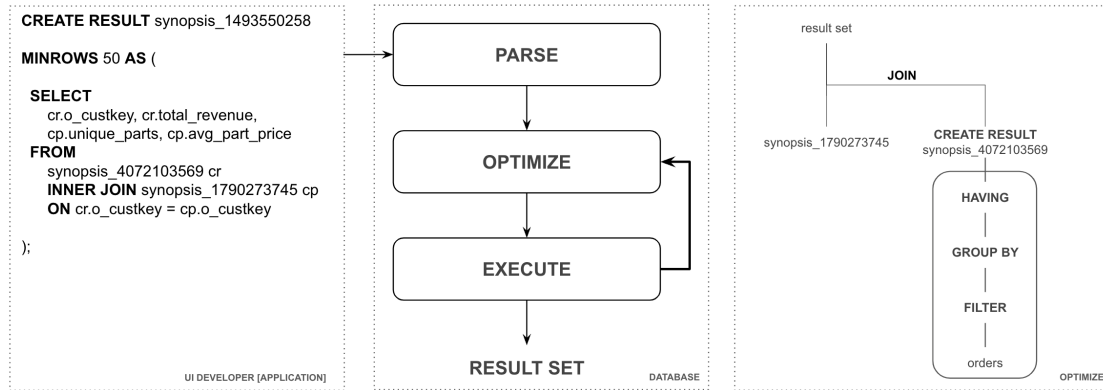 CREATE RESULT synopsis_1493550258
MINROWS 50 AS (
SELECT
cr.o_custkey, cr.total_revenue,
cp.unique_parts, cp.avg_part_price
FROM
synopsis_4072103569 cr
INNER JOIN synopsis_1790273745 cp
ON cr.o_custkey = cp.o_custkey
);
UI DEVELOPER [APPLICATION]
PARSE
OPTIMIZE
EXECUTE
RESULT SET
DATABASE
result set
JOIN
synopsis_1790273745
CREATE RESULT
synopsis_4072103569
HAVING
GROUP BY
FILTER
orders
OPTIMIZE